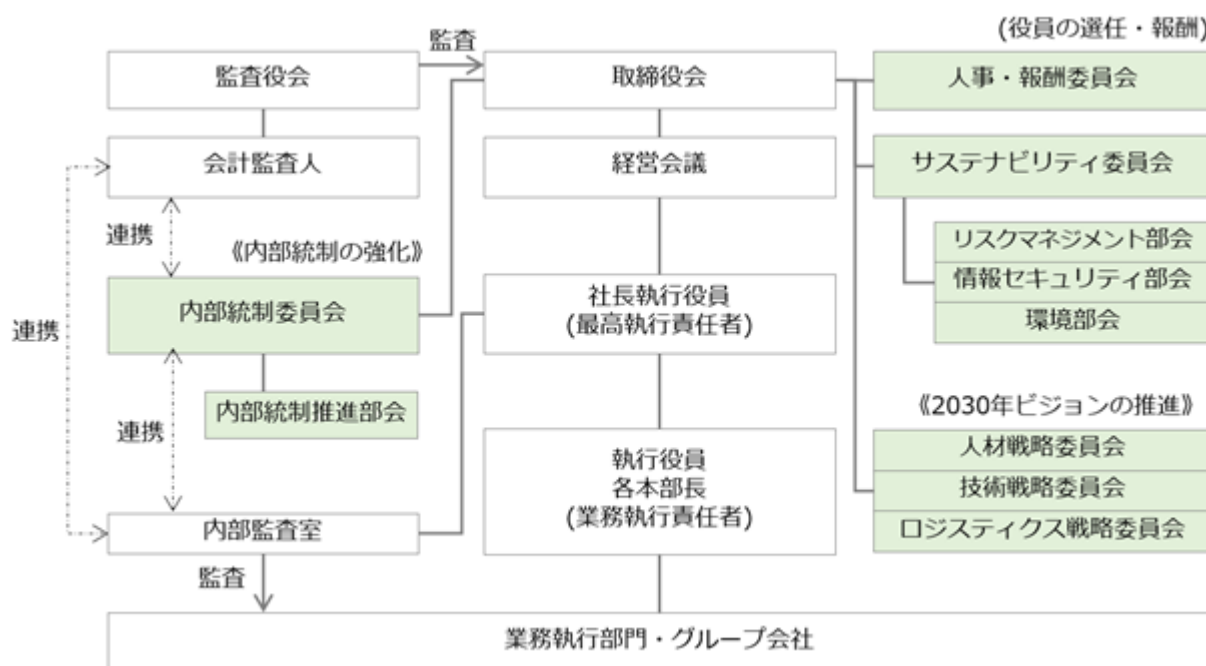 (役員の選任・報酬)
監査
監査役会
取締役会
人事・報酬委員会
会計監査人
経営会議
サステナビリティ委員会
連携
《内部統制の強化》
リスクマネジメント部会
情報セキュリティ部会
環境部会
内部統制委員会
社長執行役員
(最高執行責任者)
連携
内部統制推進部会
連携
《2030年ビジョンの推進》
執行役員
各本部長
(業務執行責任者)
人材戦略委員会
技術戦略委員会
ロジスティクス戦略委員会
内部監査室
監査
業務執行部門・グループ会社